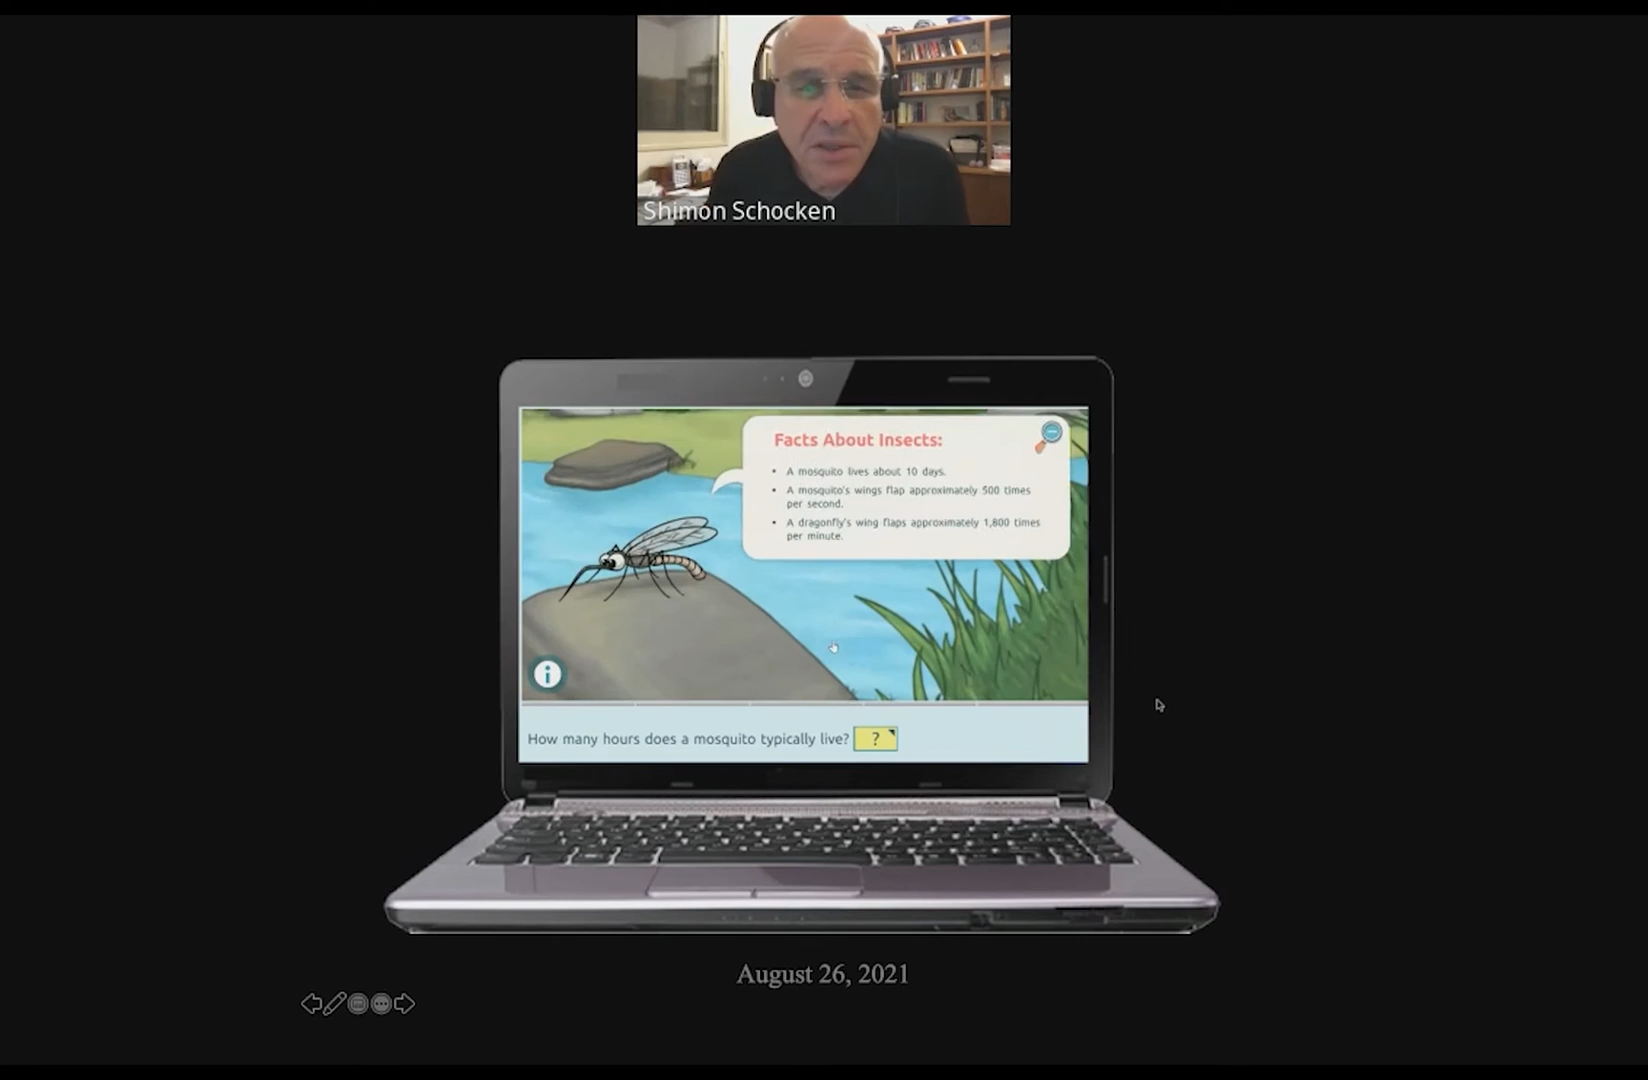 Shimon Schocken
Facts About Insects:
• A mosquito lives about 10 days.
• A mosquito's wings flap approximately 500 times
per second.
• A dragonfly's wing flaps approximately 1,800 times
per minute.
i
How many hours does a mosquito typically live? ?
August 26, 2021